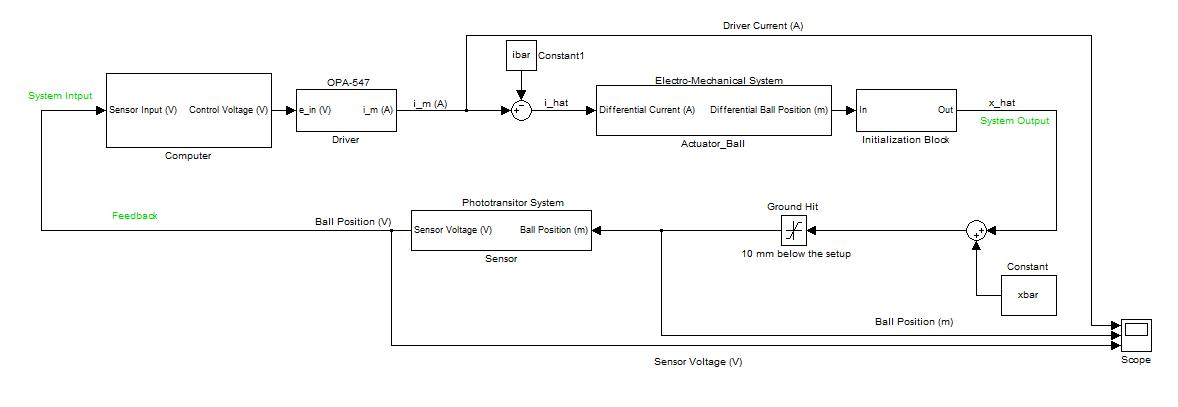 Driver Current (A)
ibar
Constant1
OPA-547
Electro-Mechanical System
System Intput
Sensor Input (V)
Control Voltage (V)
e_in (V)
i_m (A)
i_m (A)
i_hat
Differential Current (A)
Differential Ball Position (m)
In
Out
x_hat
System Output
Computer
Driver
Actuator_Ball
Initialization Block
Feedback
Ball Position (V)
Phototransitor System
Sensor Voltage (V)
Ball Position (m)
Sensor
Ground Hit
10 mm below the setup
Constant
xbar
Ball Position (m)
Sensor Voltage (V)
Scope